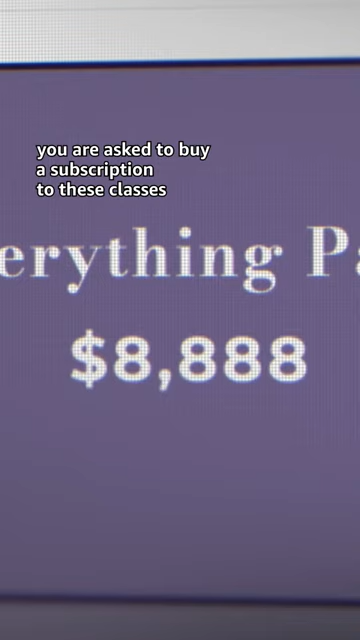 you are asked to buy
a subscription
to these classes
erything Pa
$8,888